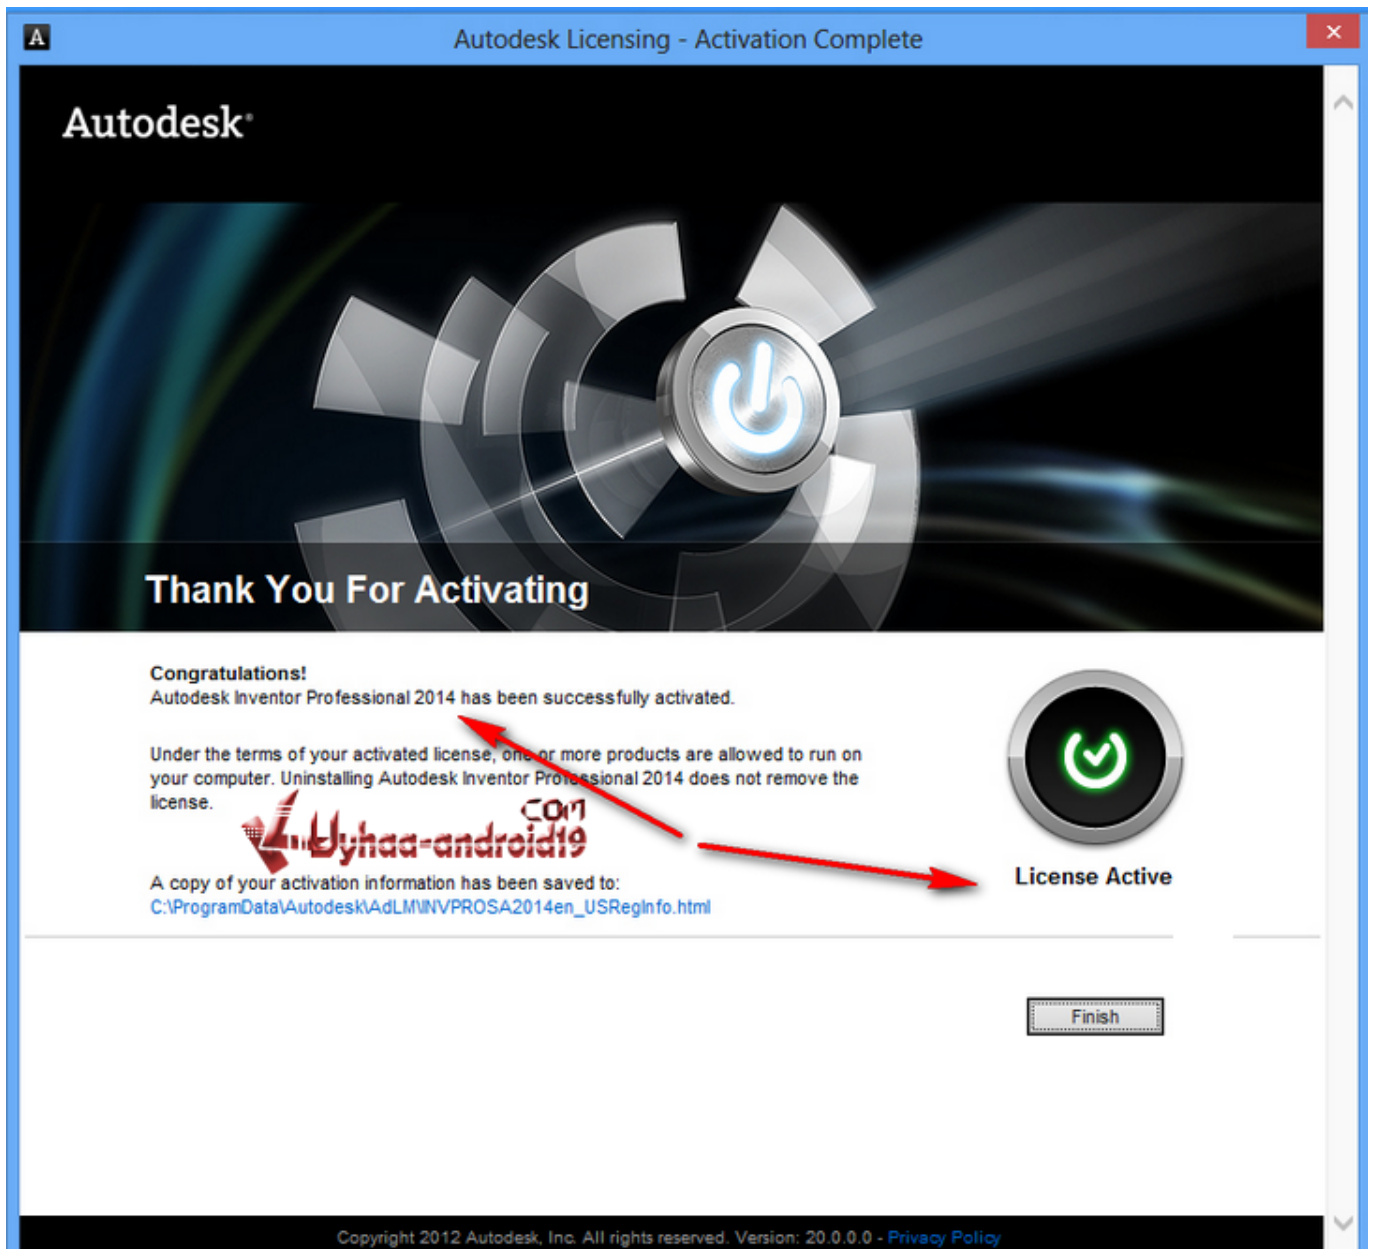 A
Autodesk Licensing - Activation Complete
Autodesk®
Thank You For Activating
Congratulations!
Autodesk Inventor Professional 2014 has been successfully activated.
Under the terms of your activated license, one or more products are allowed to run on
your computer. Uninstalling Autodesk Inventor Professional 2014 does not remove the
license.
COM
Uyhaa-android19
A copy of your activation information has been saved to:
C:\ProgramData\Autodesk\AdLM\INVPROSA2014en_USRegInfo.html
License Active
Finish
Copyright 2012 Autodesk, Inc. All rights reserved. Version: 20.0.0.0 - Privacy Policy